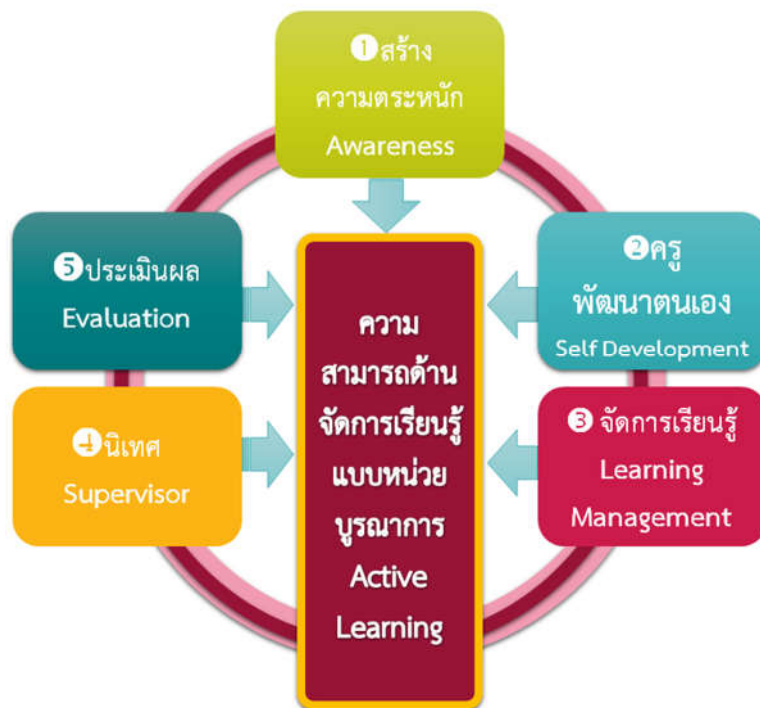 ❶สร้าง
ความตระหนัก
Awareness
❷ครู
พัฒนาตนเอง
Self Development
❸ จัดการเรียนรู้
Learning
Management
❹นิเทศ
Supervisor
❺ประเมินผล
Evaluation
ความ
สามารถด้าน
จัดการเรียนรู้
แบบหน่วย
บูรณาการ
Active
Learning